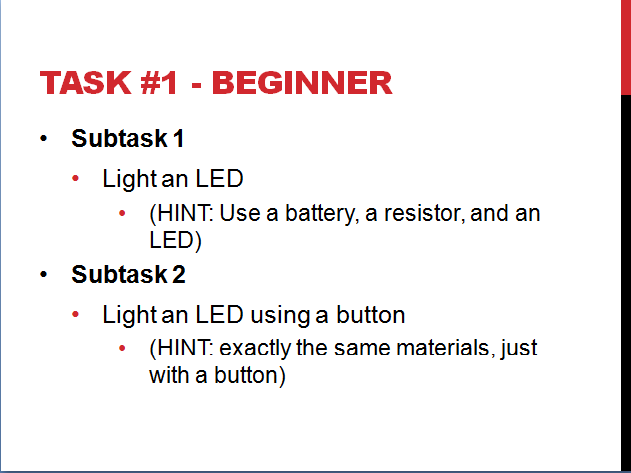 TASK #1 - BEGINNER
• Subtask 1
• Light an LED
• (HINT: Use a battery, a resistor, and an
LED)
• Subtask 2
• Light an LED using a button
• (HINT: exactly the same materials, just
with a button)